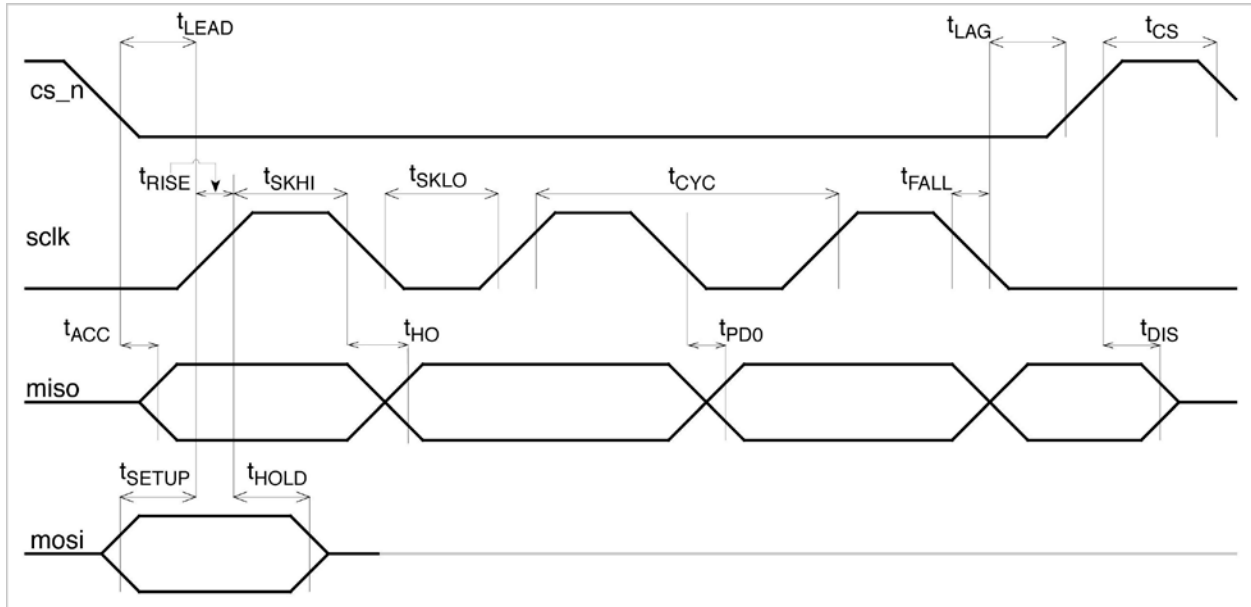 tLEAD
tLAG
tCS
cs_n
tRISE
tSKHI
tSKLO
tCYC
tFALL
sclk
tACC
tHO
tPD0
tDIS
miso
tSETUP
tHOLD
mosi